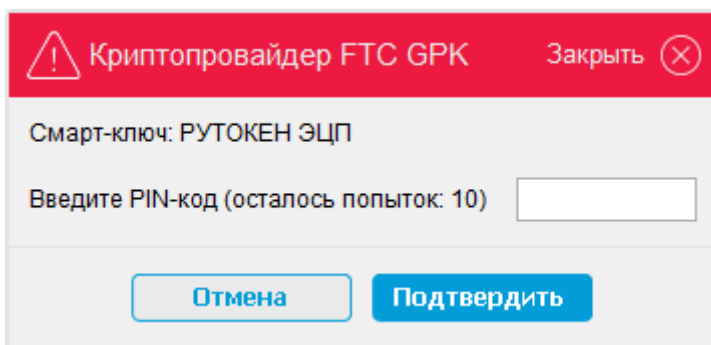 Криптопровайдер FTC GPK Закрыть
Смарт-ключ: РУТОКЕН ЭЦП
Введите PIN-код (осталось попыток: 10)
Отмена Подтвердить